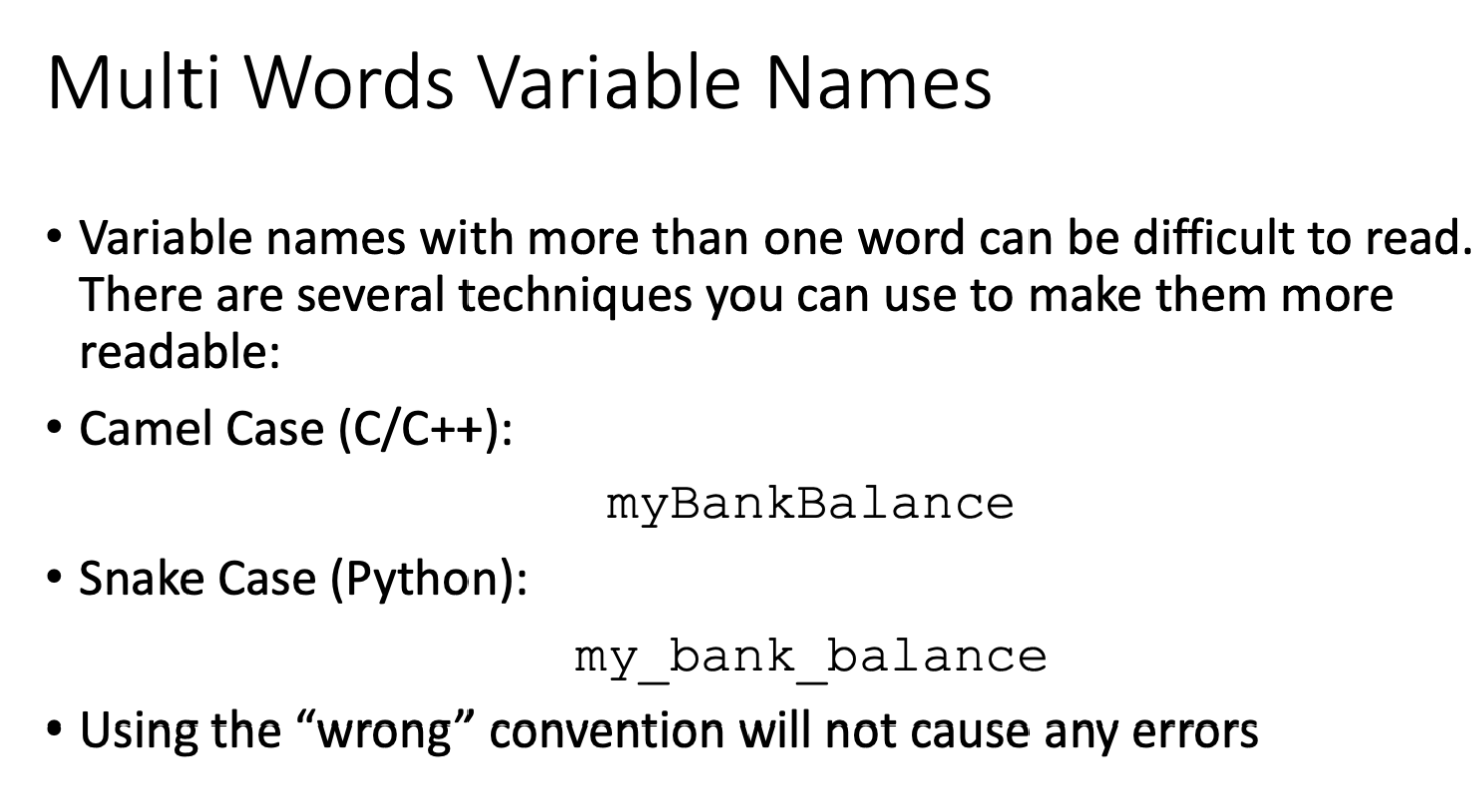 Multi Words Variable Names
• Variable names with more than one word can be difficult to read.
There are several techniques you can use to make them more
readable:
• Camel Case (C/C++):
myBankBalance
• Snake Case (Python):
my_bank_balance
• Using the “wrong” convention will not cause any errors